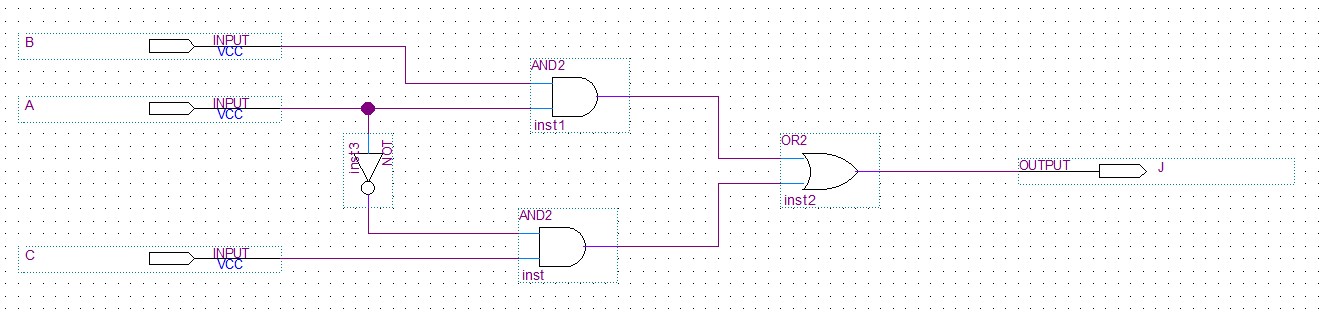 B
INPUT
VCC
AND2
inst1
A
INPUT
VCC
inst3
NOT
OR2
inst2
OUTPUT
J
AND2
inst
C
INPUT
VCC